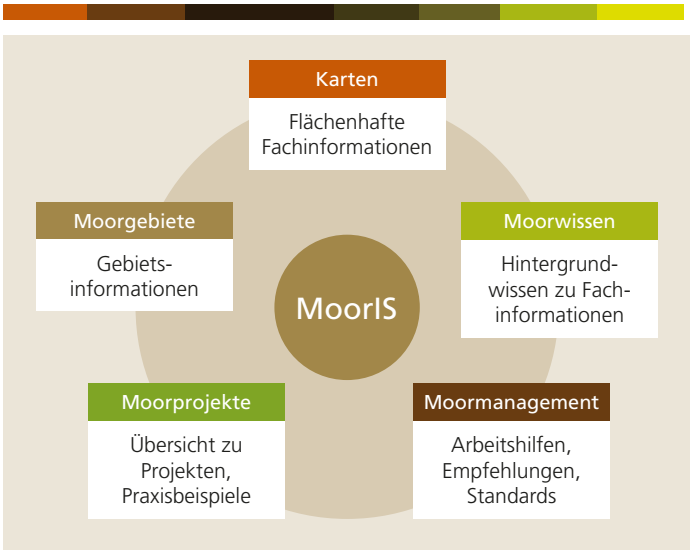 Karten
Flächenhafte
Fachinformationen
Moorgebiete
Gebiets-
informationen
Moorwissen
Hintergrund-
wissen zu Fach-
informationen
MoorIS
Moorprojekte
Übersicht zu
Projekten,
Praxisbeispiele
Moormanagement
Arbeitshilfen,
Empfehlungen,
Standards